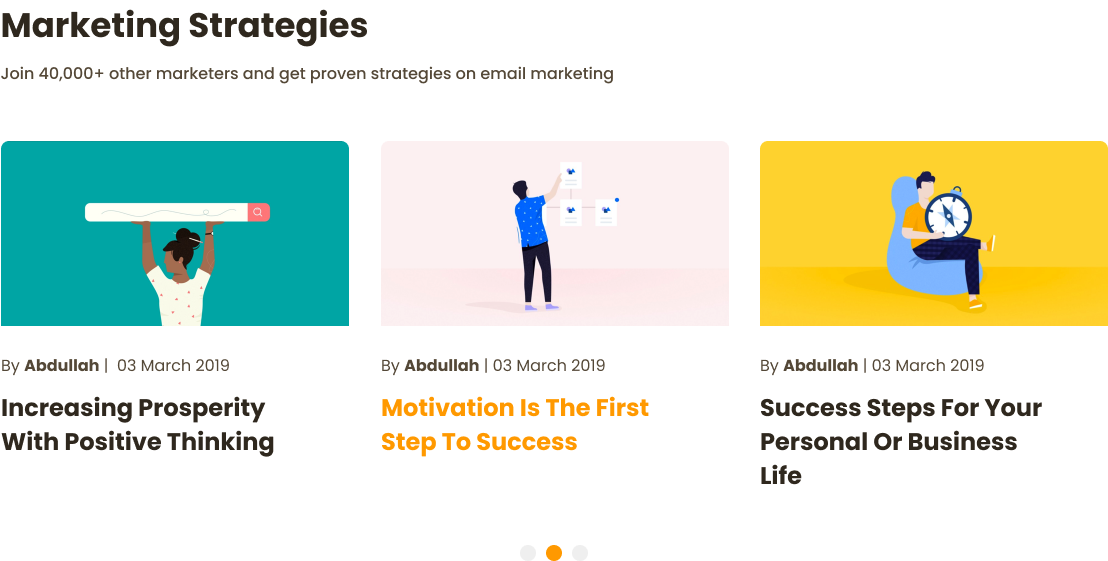 Marketing Strategies
Join 40,000+ other marketers and get proven strategies on email marketing
By Abdullah | 03 March 2019
Increasing Prosperity
With Positive Thinking
By Abdullah | 03 March 2019
Motivation Is The First
Step To Success
By Abdullah | 03 March 2019
Success Steps For Your
Personal Or Business
Life